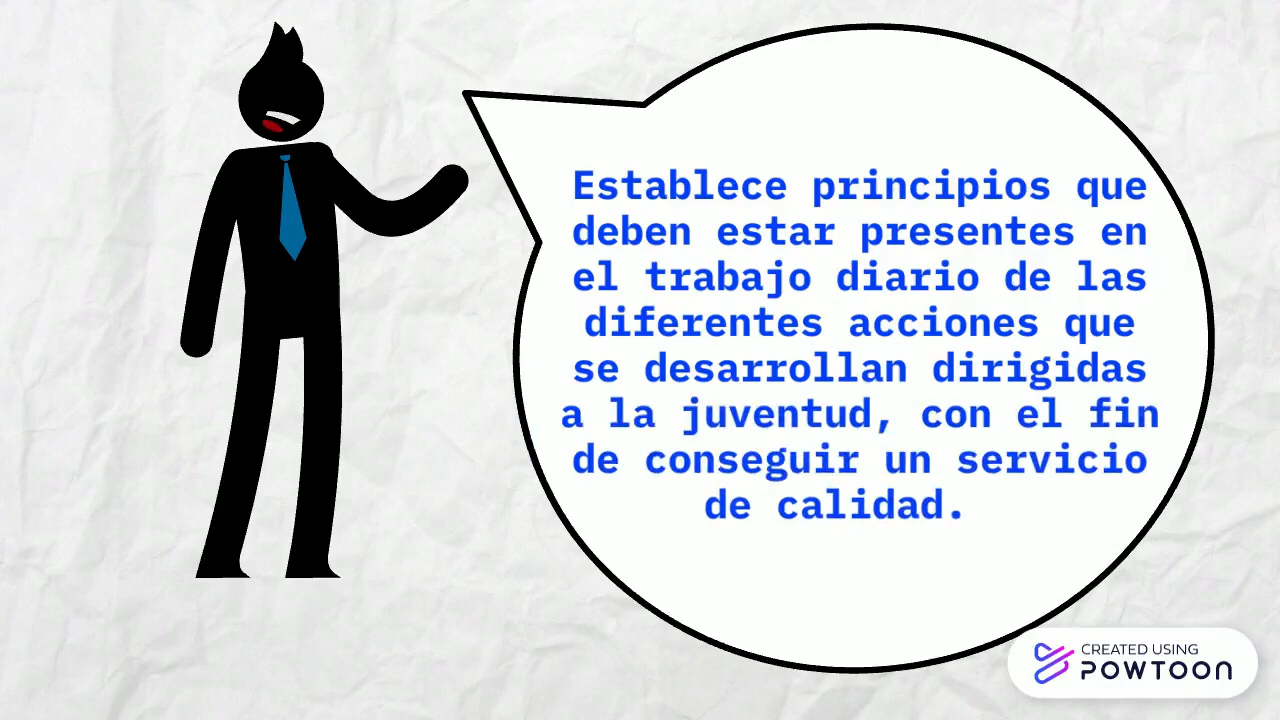 Establece principios que
deben estar presentes en
el trabajo diario de las
diferentes acciones que
se desarrollan dirigidas
a la juventud, con el fin
de conseguir un servicio
de calidad.
CREATED USING
POWTOON